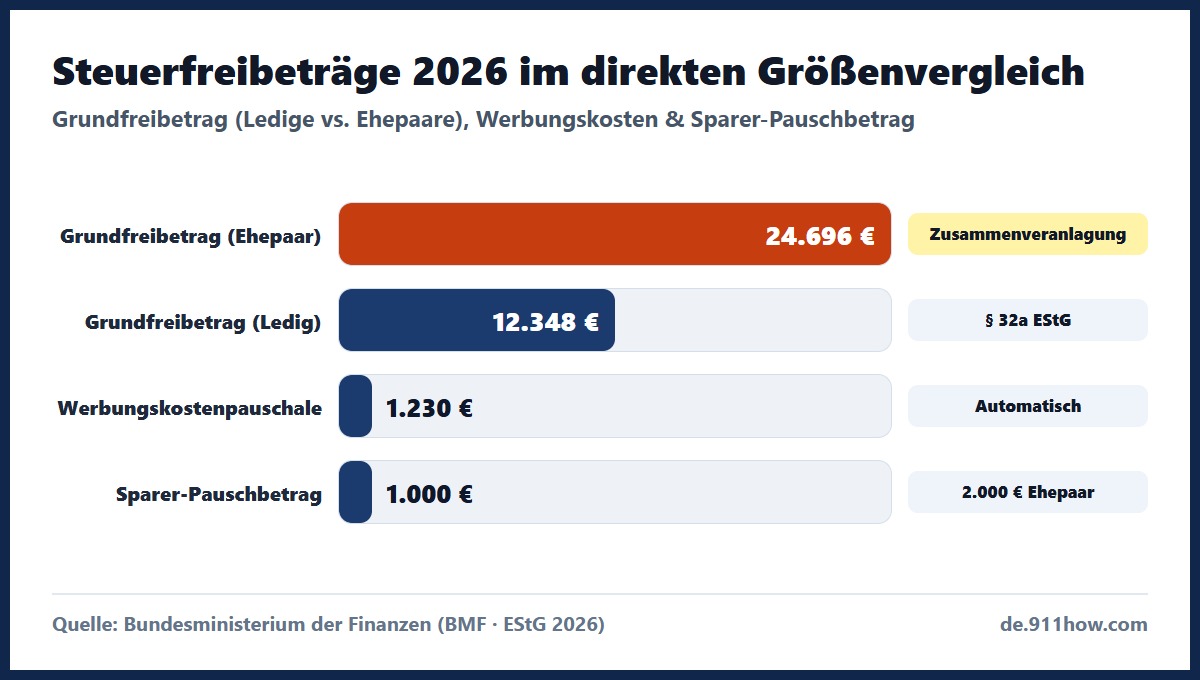 Steuerfreibeträge 2026 im direkten Größenvergleich
Grundfreibetrag (Ledige vs. Ehepaare), Werbungskosten & Sparer-Pauschbetrag
Grundfreibetrag (Ehepaar) 24.696 € Zusammenveranlagung
Grundfreibetrag (Ledig) 12.348 € § 32a EStG
Werbungskostenpauschale 1.230 € Automatisch
Sparer-Pauschbetrag 1.000 € 2.000 € Ehepaar
Quelle: Bundesministerium der Finanzen (BMF · EStG 2026) de.911how.com